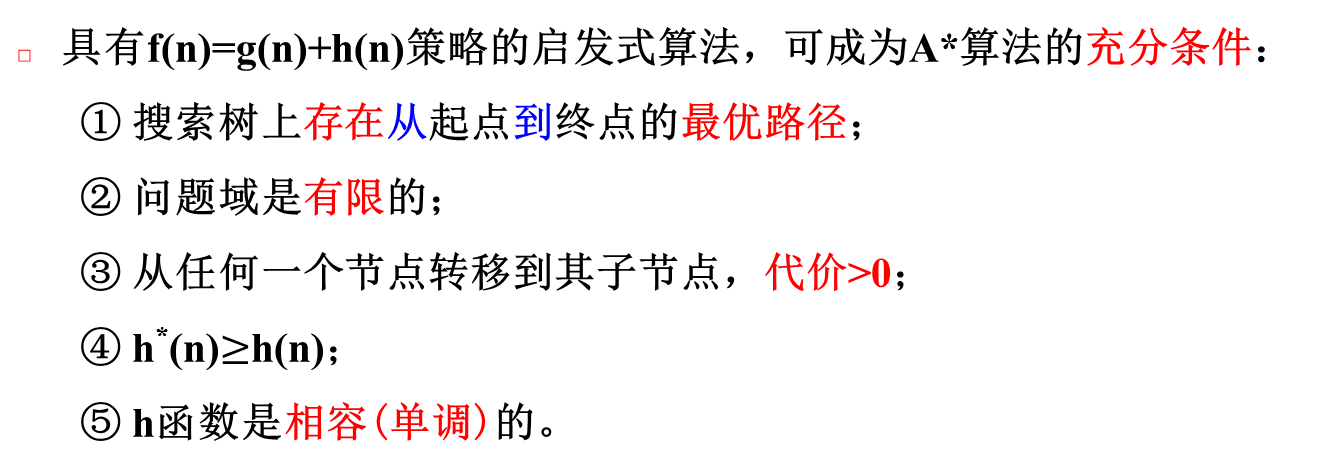 具有f(n)=g(n)+h(n)策略的启发式算法，可成为A*算法的充分条件：
① 搜索树上存在从起点到终点的最优路径；
② 问题域是有限的；
③ 从任何一个节点转移到其子节点，代价>0；
④ h*(n)≥h(n)；
⑤ h函数是相容(单调)的。